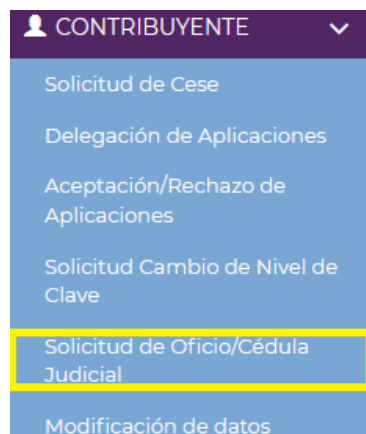 CONTRIBUYENTE
Solicitud de Cese
Delegación de Aplicaciones
Aceptación/Rechazo de
Aplicaciones
Solicitud Cambio de Nivel de
Clave
Solicitud de Oficio/Cédula
Judicial
Modificación de datos